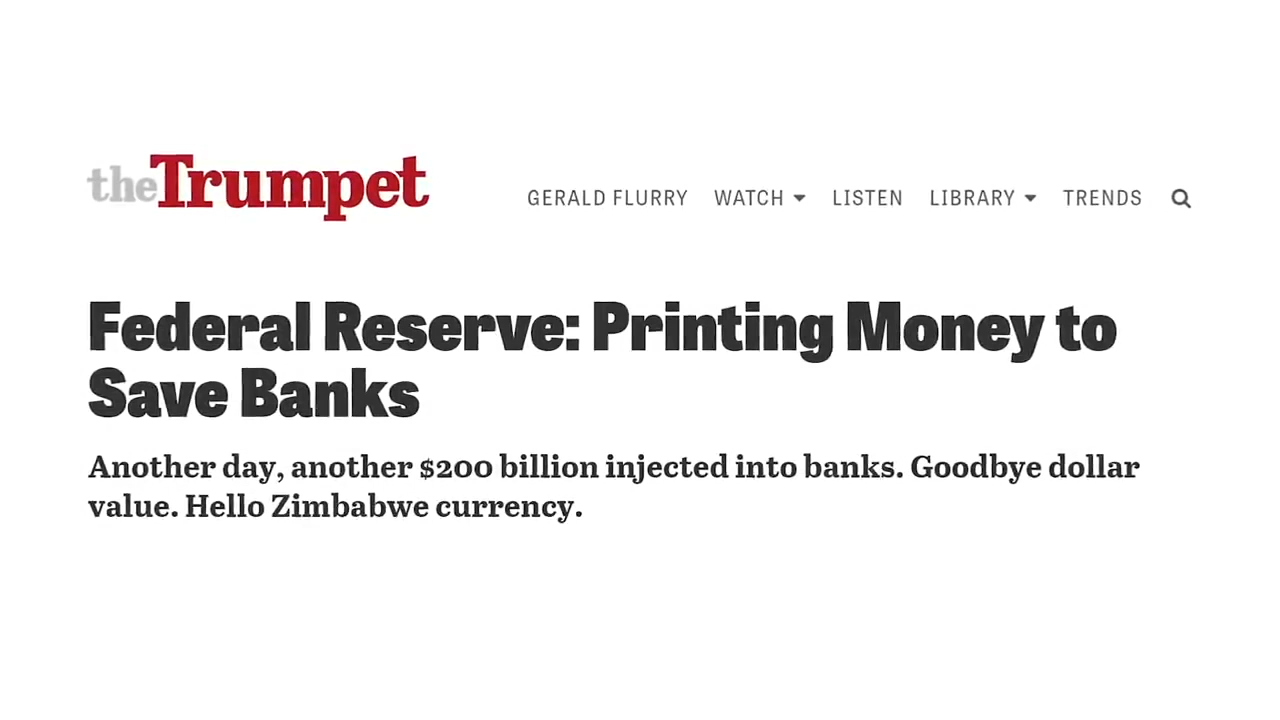 theTrumpet
GERALD FLURRY WATCH LISTEN LIBRARY TRENDS
Federal Reserve: Printing Money to
Save Banks
Another day, another $200 billion injected into banks. Goodbye dollar
value. Hello Zimbabwe currency.